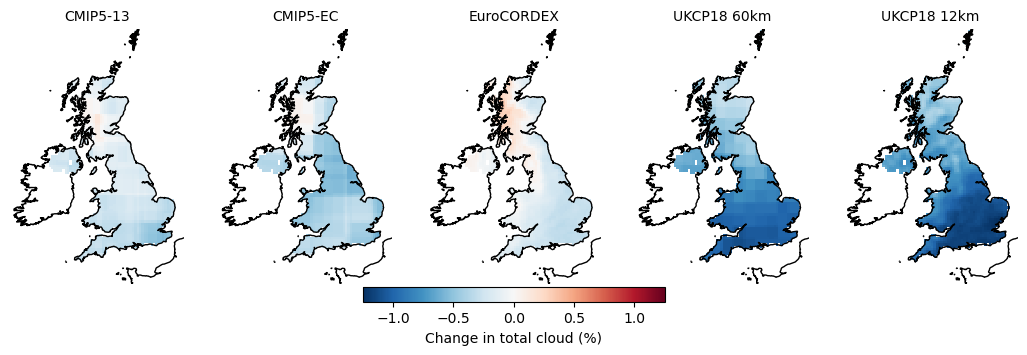 CMIP5-13 CMIP5-EC EuroCORDEX UKCP18 60km UKCP18 12km
−1.0 −0.5 0.0 0.5 1.0
Change in total cloud (%)